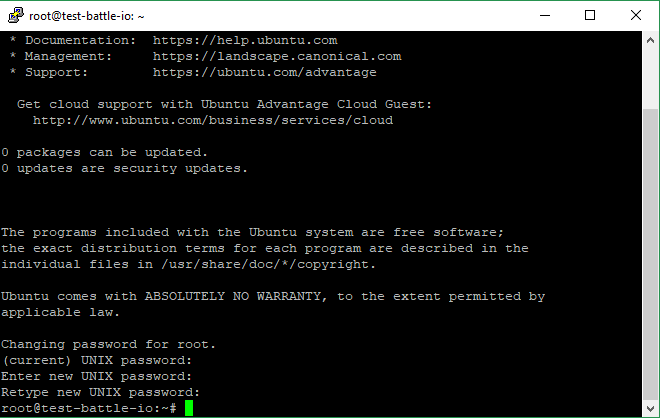 root@test-battle-io: ~
* Documentation:  https://help.ubuntu.com
* Management:     https://landscape.canonical.com
* Support:        https://ubuntu.com/advantage
Get cloud support with Ubuntu Advantage Cloud Guest:
http://www.ubuntu.com/business/services/cloud
0 packages can be updated.
0 updates are security updates.
The programs included with the Ubuntu system are free software;
the exact distribution terms for each program are described in the
individual files in /usr/share/doc/*/copyright.
Ubuntu comes with ABSOLUTELY NO WARRANTY, to the extent permitted by
applicable law.
Changing password for root.
(current) UNIX password:
Enter new UNIX password:
Retype new UNIX password:
root@test-battle-io:~#